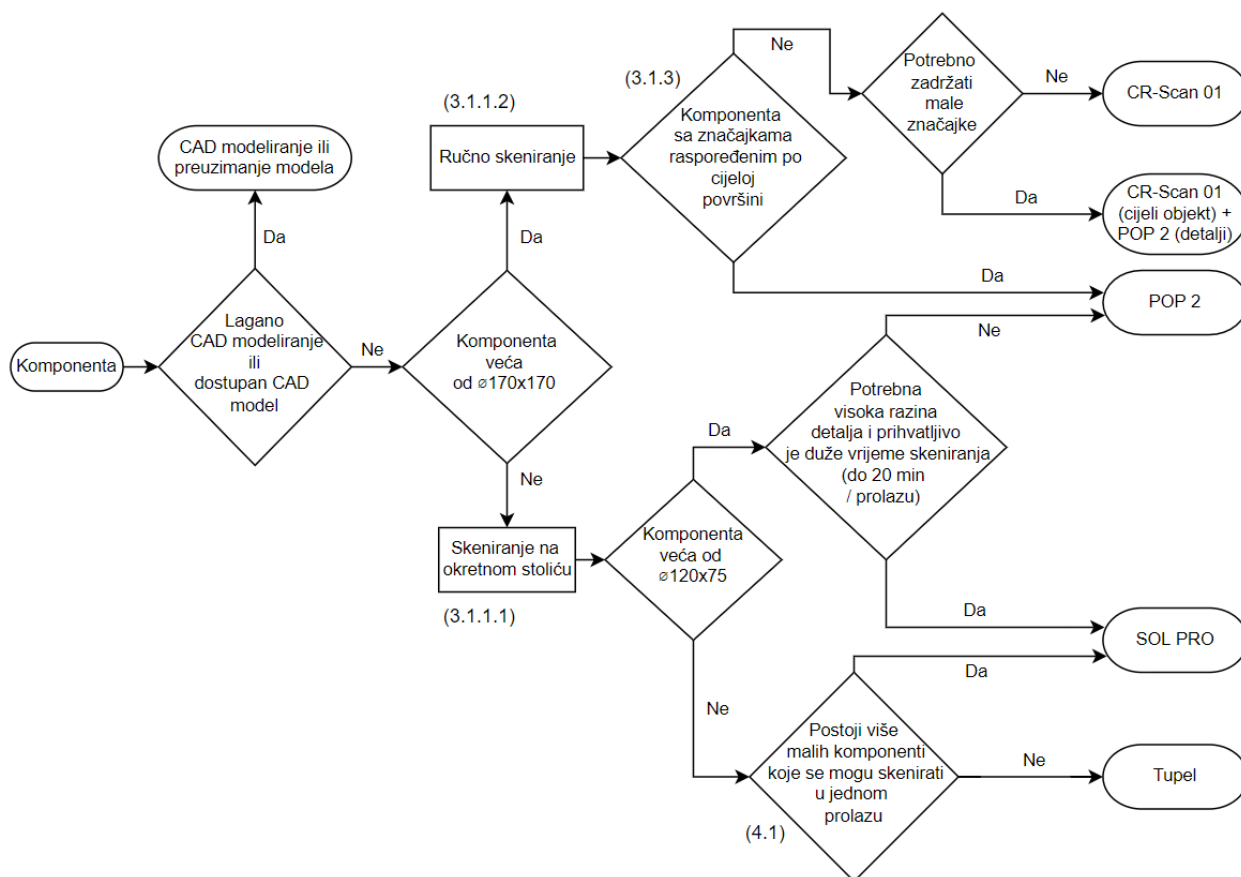 Komponenta
Lagano
CAD modeliranje
ili
dostupan CAD
model
Da
CAD modeliranje ili
preuzimanje modela
Ne
Komponenta
veća
od ⌀170x170
Da
(3.1.1.2)
Ručno skeniranje
(3.1.3)
Komponenta
sa značajkama
raspoređenim po
cijeloj
površini
Ne
Potrebno
zadržati
male
značajke
Ne
CR-Scan 01
Da
CR-Scan 01
(cijeli objekt) +
POP 2 (detalji)
Da
POP 2
Ne
Skeniranje na
okretnom stoliću
(3.1.1.1)
Komponenta
veća od
⌀120x75
Da
Potrebna
visoka razina
detalja i prihvatljivo
je duže vrijeme skeniranja
(do 20 min
/ prolazu)
Ne
Da
SOL PRO
Ne
Postoji više
malih komponenti
koje se mogu skenirati
u jednom
prolazu
(4.1)
Da
Ne
Tupel